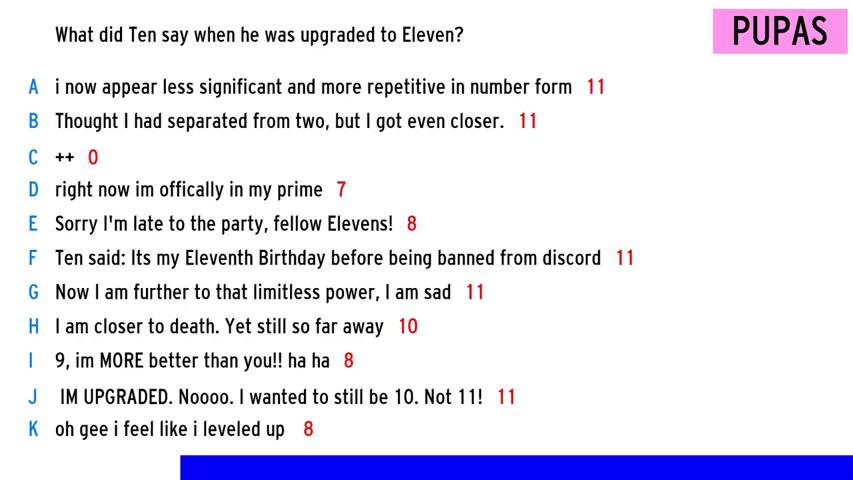 What did Ten say when he was upgraded to Eleven?
PUPAS
A i now appear less significant and more repetitive in number form 11
B Thought I had separated from two, but I got even closer. 11
C ++ 0
D right now im offically in my prime 7
E Sorry I'm late to the party, fellow Elevens! 8
F Ten said: Its my Eleventh Birthday before being banned from discord 11
G Now I am further to that limitless power, I am sad 11
H I am closer to death. Yet still so far away 10
I 9, im MORE better than you!! ha ha 8
J IM UPGRADED. Noooo. I wanted to still be 10. Not 11! 11
K oh gee i feel like i leveled up 8